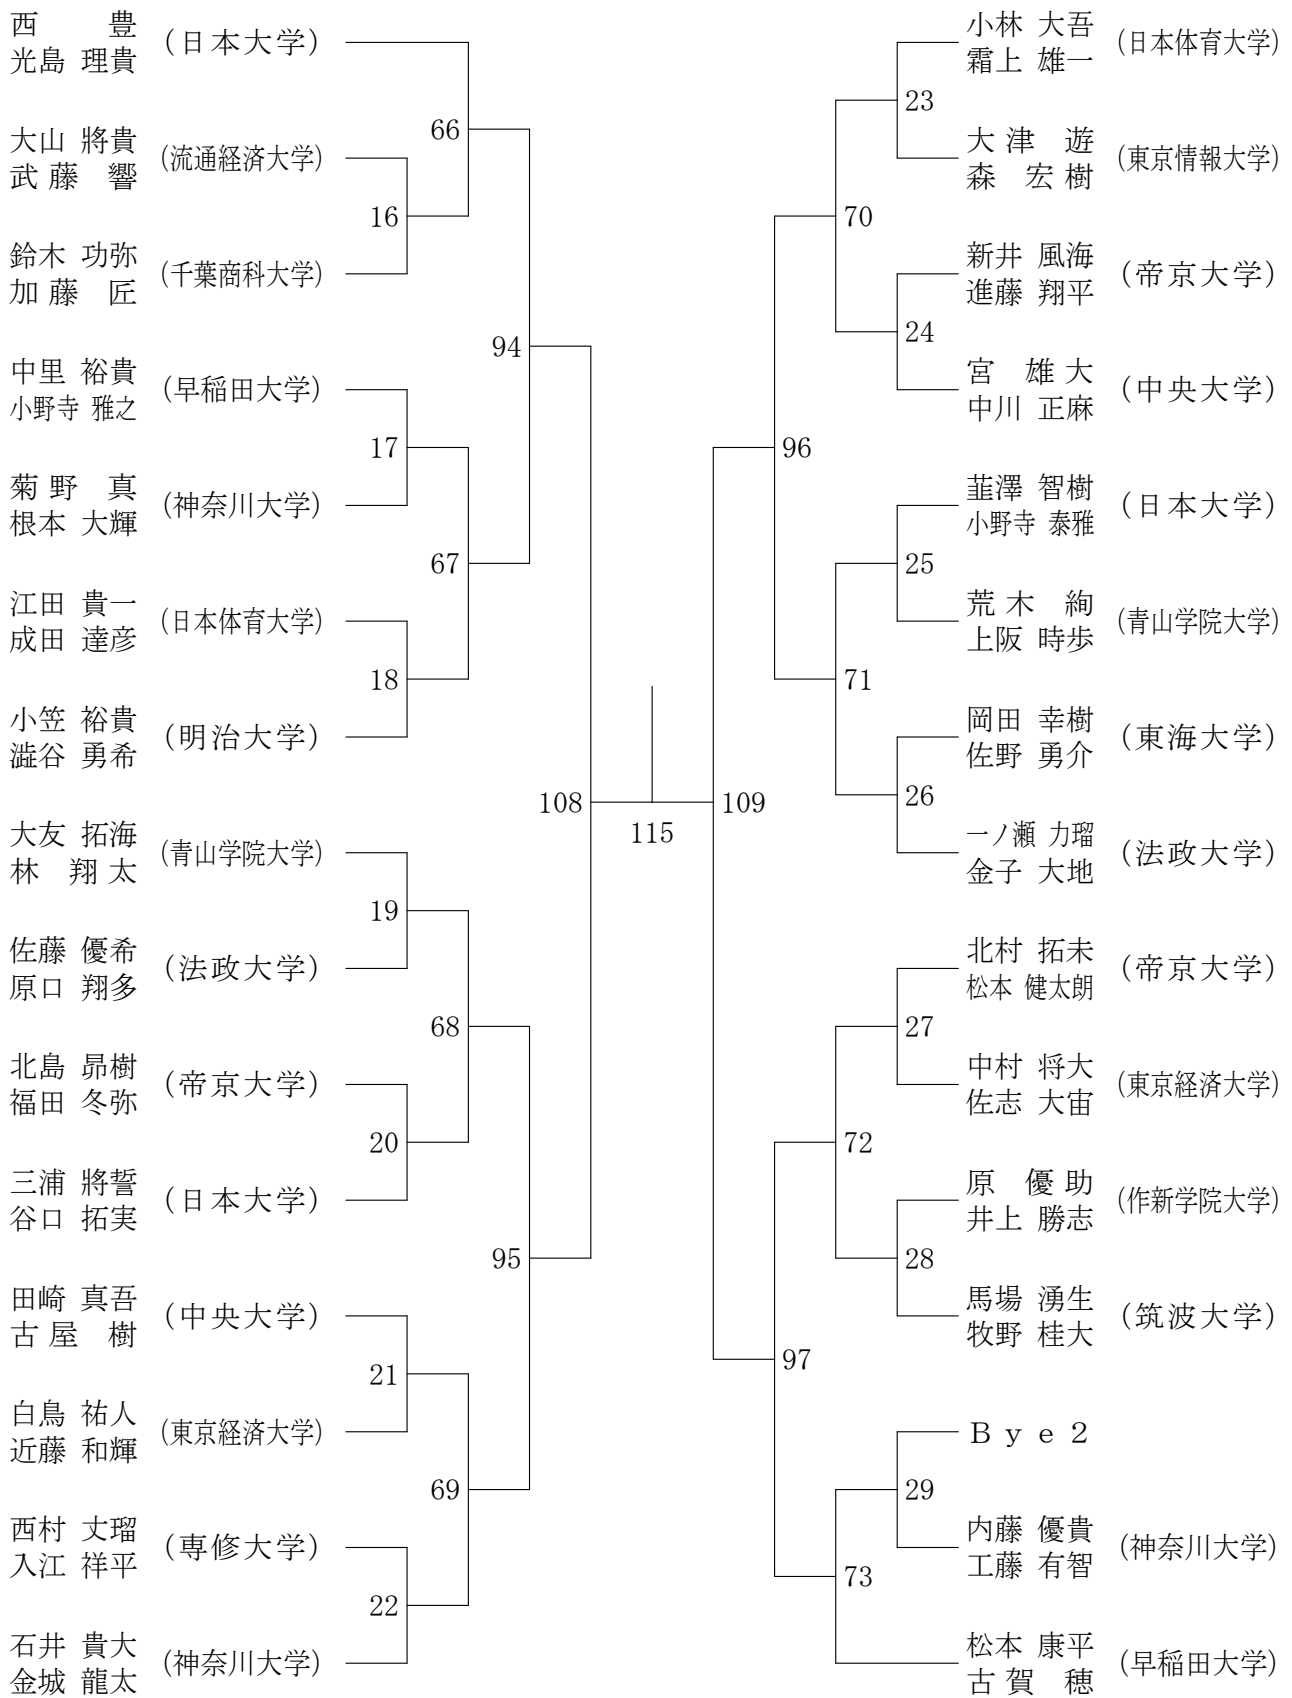 西　　豊
光島 理貴
(日本大学)
66
大山 將貴
武藤　響
(流通経済大学)
16
鈴木 功弥
加藤　匠
(千葉商科大学)
94
中里 裕貴
小野寺 雅之
(早稲田大学)
17
菊野　真
根本 大輝
(神奈川大学)
67
江田 貴一
成田 達彦
(日本体育大学)
18
小笠 裕貴
澁谷 勇希
(明治大学)
108
大友 拓海
林　翔太
(青山学院大学)
19
佐藤 優希
原口 翔多
(法政大学)
68
北島 昴樹
福田 冬弥
(帝京大学)
20
三浦 將誓
谷口 拓実
(日本大学)
95
田崎 真吾
古屋　樹
(中央大学)
21
白鳥 祐人
近藤 和輝
(東京経済大学)
69
西村 丈瑠
入江 祥平
(専修大学)
22
石井 貴大
金城 龍太
(神奈川大学)
115
小林 大吾
霜上 雄一
(日本体育大学)
23
大津　遊
森　宏樹
(東京情報大学)
70
新井 風海
進藤 翔平
(帝京大学)
24
宮　雄大
中川 正麻
(中央大学)
96
韮澤 智樹
小野寺 泰雅
(日本大学)
25
荒木　絢
上阪 時歩
(青山学院大学)
71
岡田 幸樹
佐野 勇介
(東海大学)
26
一ノ瀬 力瑠
金子 大地
(法政大学)
109
北村 拓未
松本 健太朗
(帝京大学)
27
中村 将大
佐志 大宙
(東京経済大学)
72
原　優助
井上 勝志
(作新学院大学)
28
馬場 湧生
牧野 桂大
(筑波大学)
97
Ｂｙｅ２
29
内藤 優貴
工藤 有智
(神奈川大学)
73
松本 康平
古賀　穂
(早稲田大学)